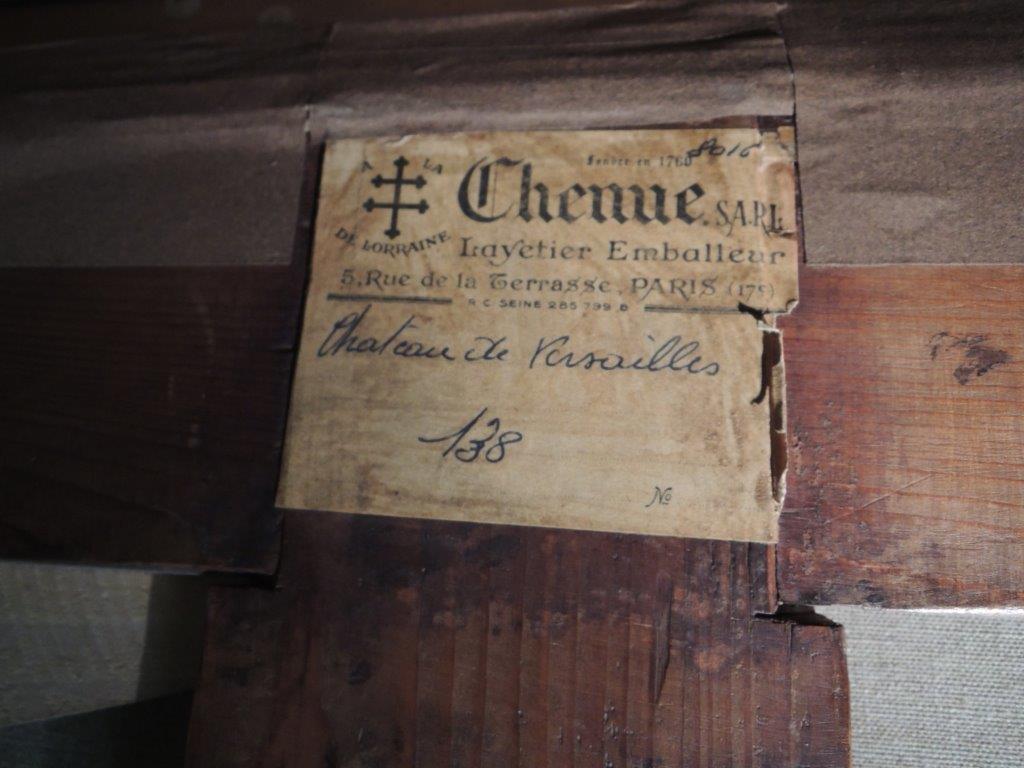 Fondée en 1760 8016
A LA
Chenue. S.A.R.L.
DE LORRAINE
Layetier Emballeur
5, Rue de la Terrasse, PARIS (17e)
R C SEINE 285 799 B
Chateau de Versailles
138
No